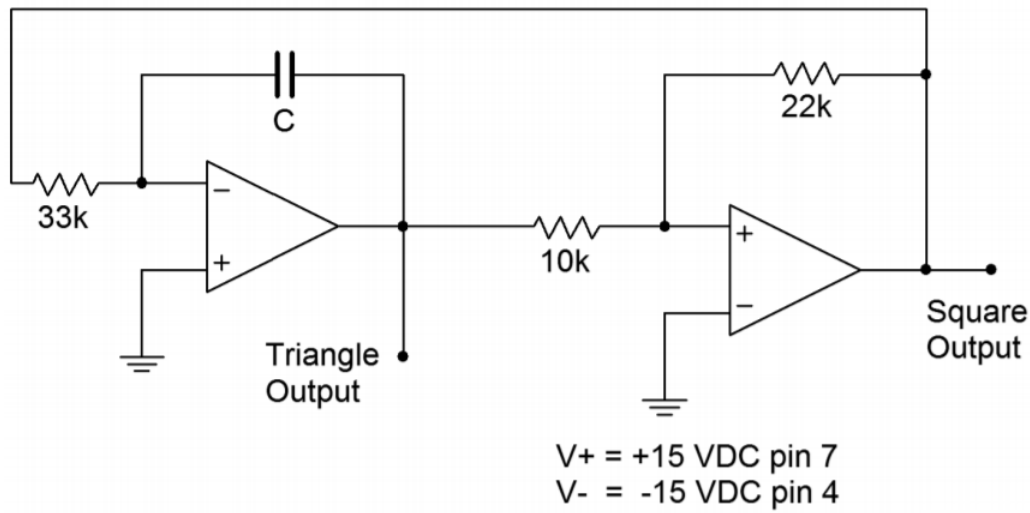 C
22k
33k
−
+
10k
+
−
Triangle
Output
Square
Output
V+ = +15 VDC pin 7
V- = -15 VDC pin 4